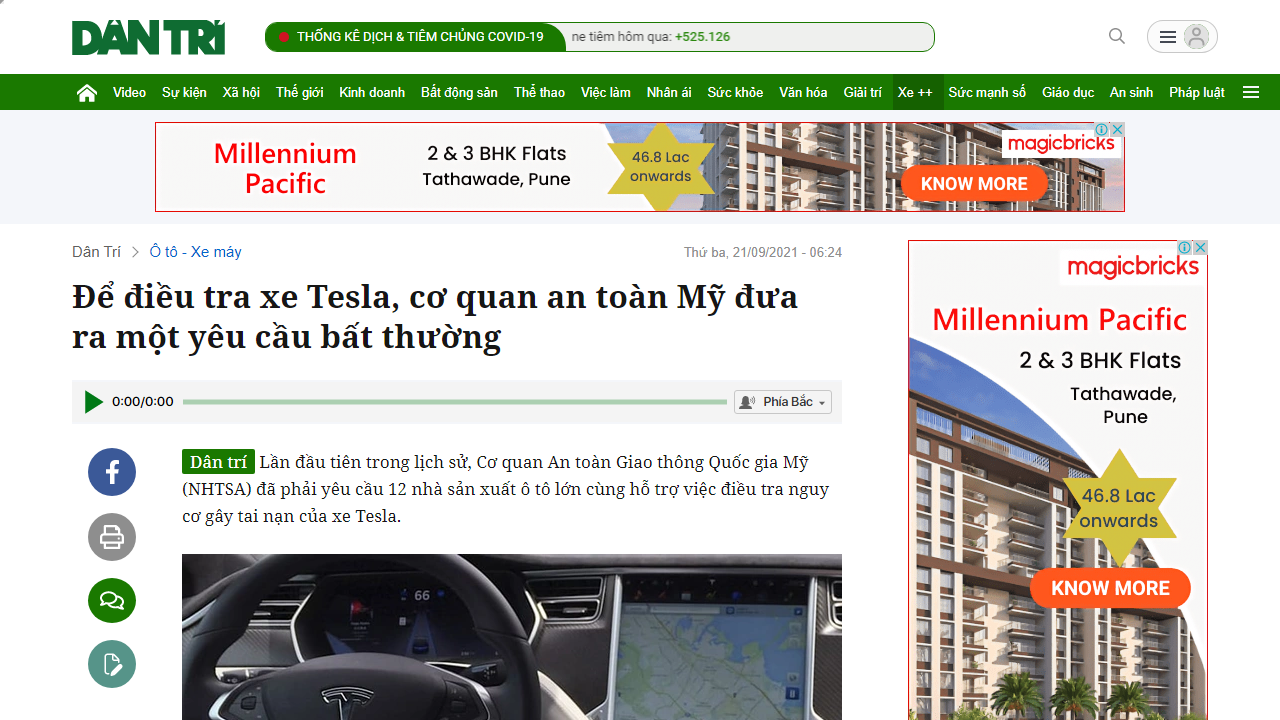 DÂN TRÍ
THỐNG KÊ DỊCH & TIÊM CHỦNG COVID-19
ne tiêm hôm qua: +525.126
Video Sự kiện Xã hội Thế giới Kinh doanh Bất động sản Thể thao Việc làm Nhân ái Sức khỏe Văn hóa Giải trí Xe ++ Sức mạnh số Giáo dục An sinh Pháp luật
Millennium
Pacific
2 & 3 BHK Flats
Tathawade, Pune
46.8 Lac
onwards
magicbricks
KNOW MORE
Dân Trí > Ô tô - Xe máy
Thứ ba, 21/09/2021 - 06:24
Để điều tra xe Tesla, cơ quan an toàn Mỹ đưa
ra một yêu cầu bất thường
0:00/0:00
Phía Bắc
Dân trí Lần đầu tiên trong lịch sử, Cơ quan An toàn Giao thông Quốc gia Mỹ
(NHTSA) đã phải yêu cầu 12 nhà sản xuất ô tô lớn cùng hỗ trợ việc điều tra nguy
cơ gây tai nạn của xe Tesla.
66
magicbricks
Millennium Pacific
2 & 3 BHK Flats
Tathawade,
Pune
46.8 Lac
onwards
KNOW MORE